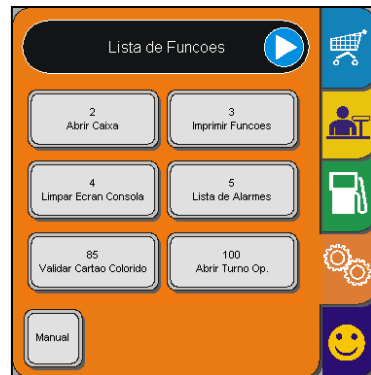 Lista de Funcoes
2
Abrir Caixa
3
Imprimir Funcoes
4
Limpar Ecran Consola
5
Lista de Alarmes
85
Validar Cartao Colorido
100
Abrir Turno Op.
Manual